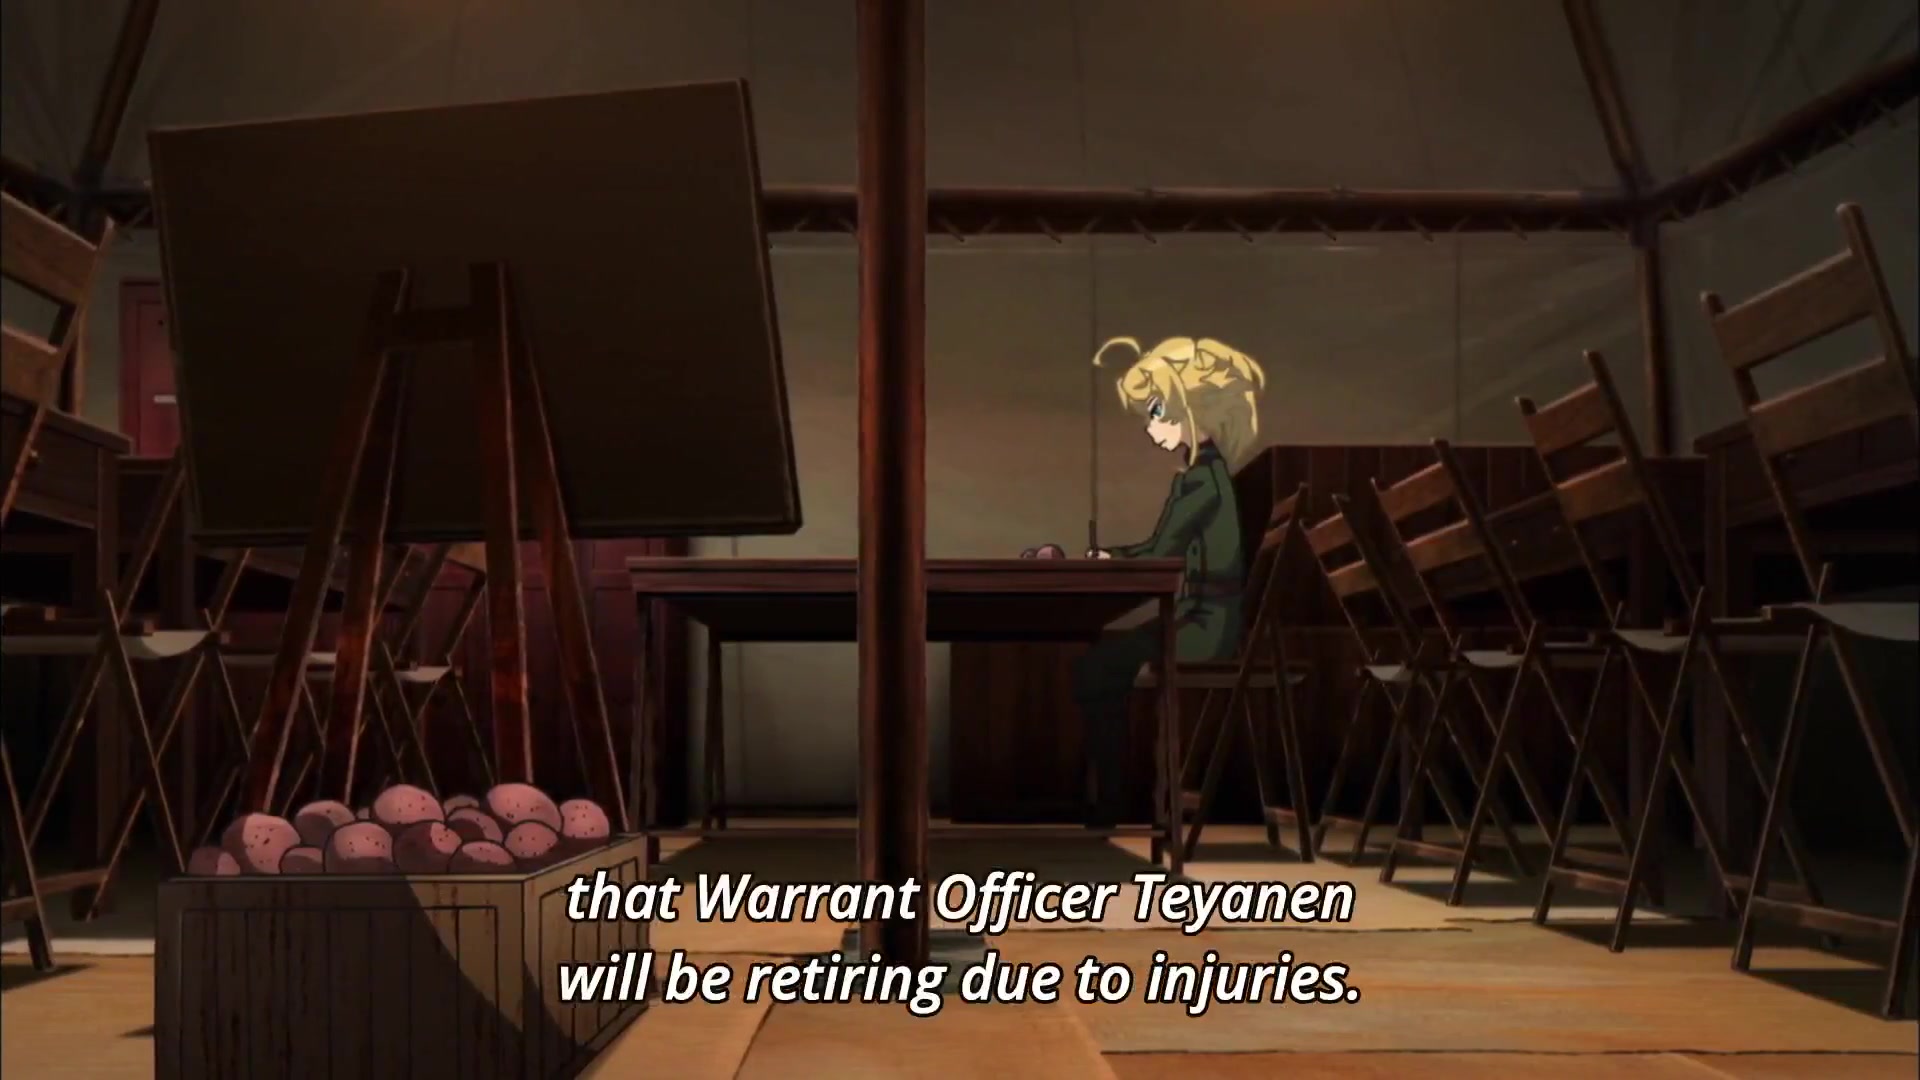 that Warrant Officer Teyanen
will be retiring due to injuries.